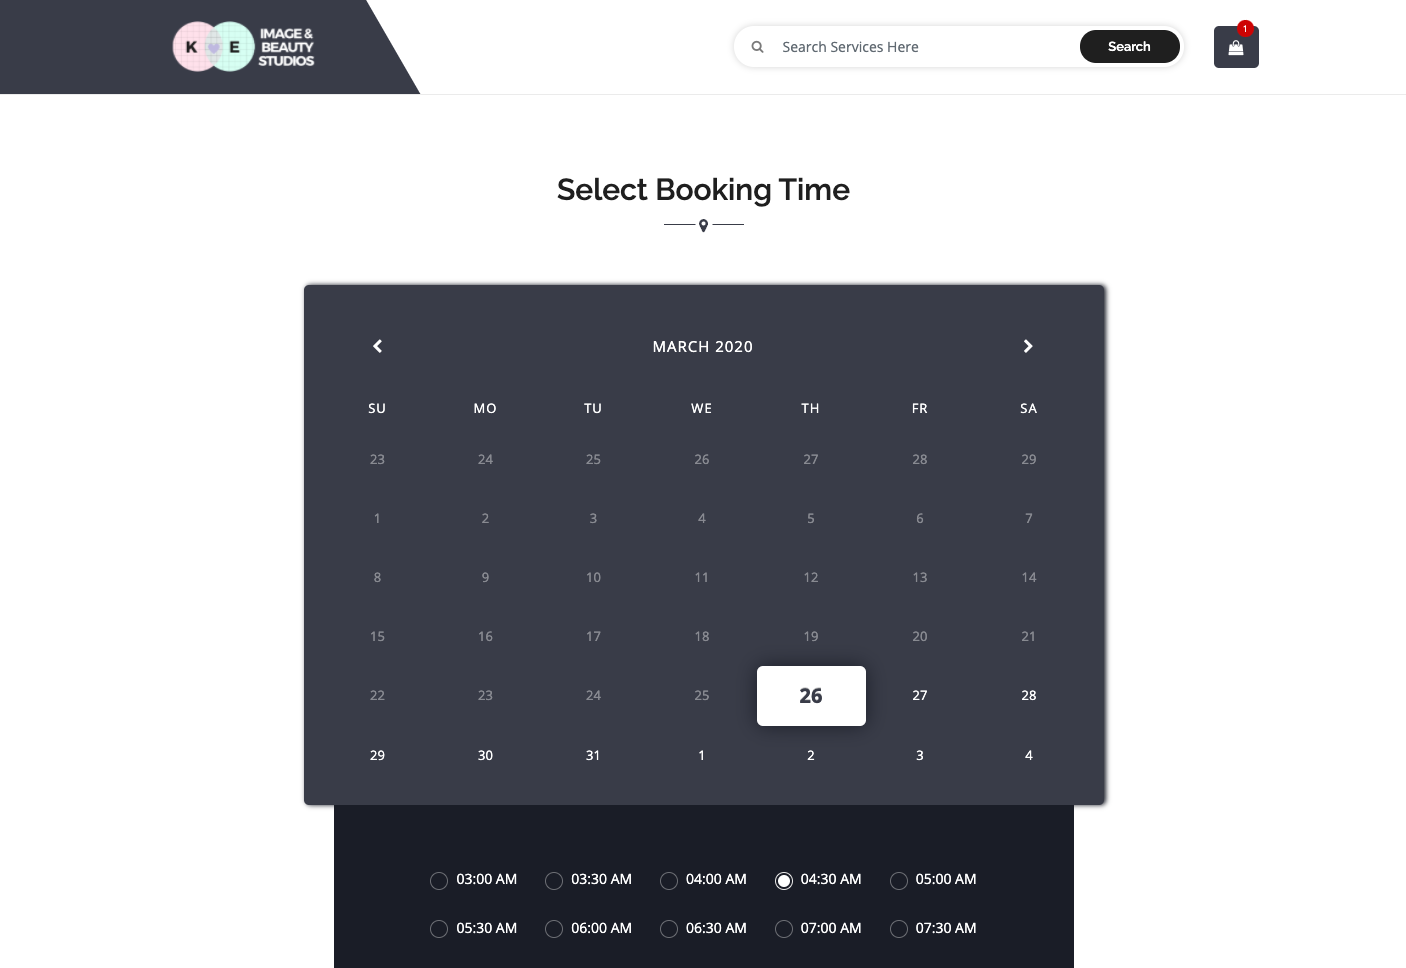 K E IMAGE &
BEAUTY
STUDIOS
Search Services Here
Search
1
Select Booking Time
MARCH 2020
SU MO TU WE TH FR SA
23 24 25 26 27 28 29
1 2 3 4 5 6 7
8 9 10 11 12 13 14
15 16 17 18 19 20 21
22 23 24 25 26 27 28
29 30 31 1 2 3 4
03:00 AM 03:30 AM 04:00 AM 04:30 AM 05:00 AM
05:30 AM 06:00 AM 06:30 AM 07:00 AM 07:30 AM